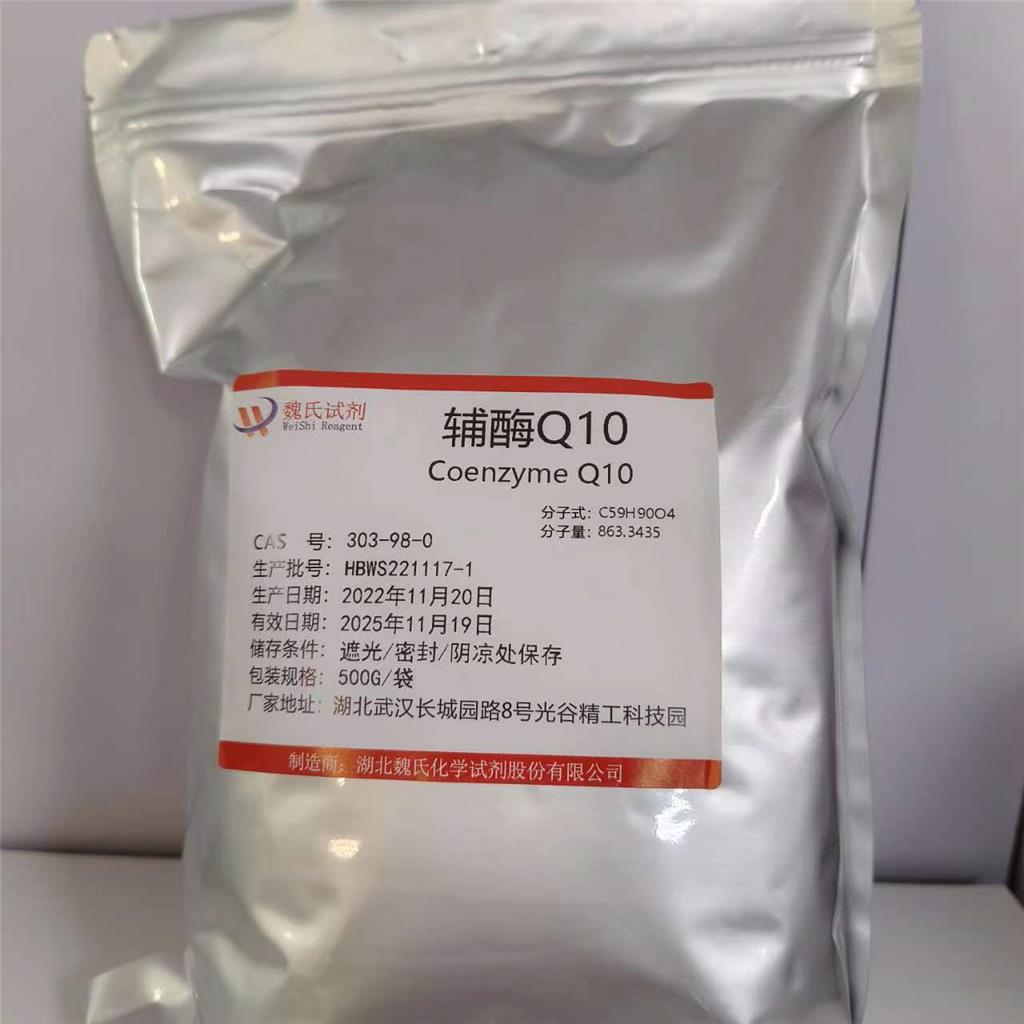 魏氏试剂
WeiShi Reagent
辅酶Q10
Coenzyme Q10
分子式: C59H90O4
分子量: 863.3435
CAS 号: 303-98-0
生产批号: HBWS221117-1
生产日期: 2022年11月20日
有效日期: 2025年11月19日
储存条件: 遮光/密封/阴凉处保存
包装规格: 500G/袋
厂家地址: 湖北武汉长城园路8号光谷精工科技园
制造商: 湖北魏氏化学试剂股份有限公司